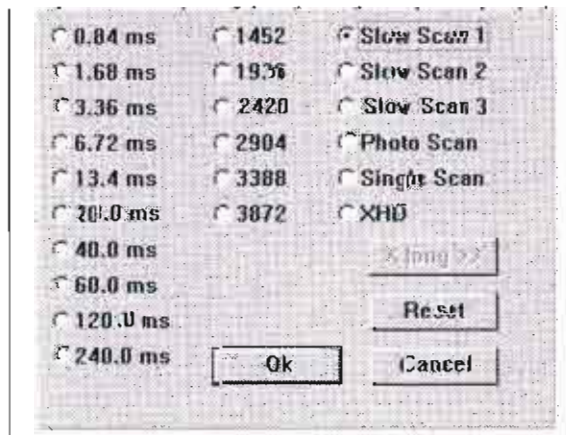 0.84 ms
1.68 ms
3.36 ms
6.72 ms
13.4 ms
20.0 ms
40.0 ms
60.0 ms
120.0 ms
240.0 ms
1452
1936
2420
2904
3388
3872
Slow Scan 1
Slow Scan 2
Slow Scan 3
Photo Scan
Single Scan
XHD
Reset
Ok
Cancel